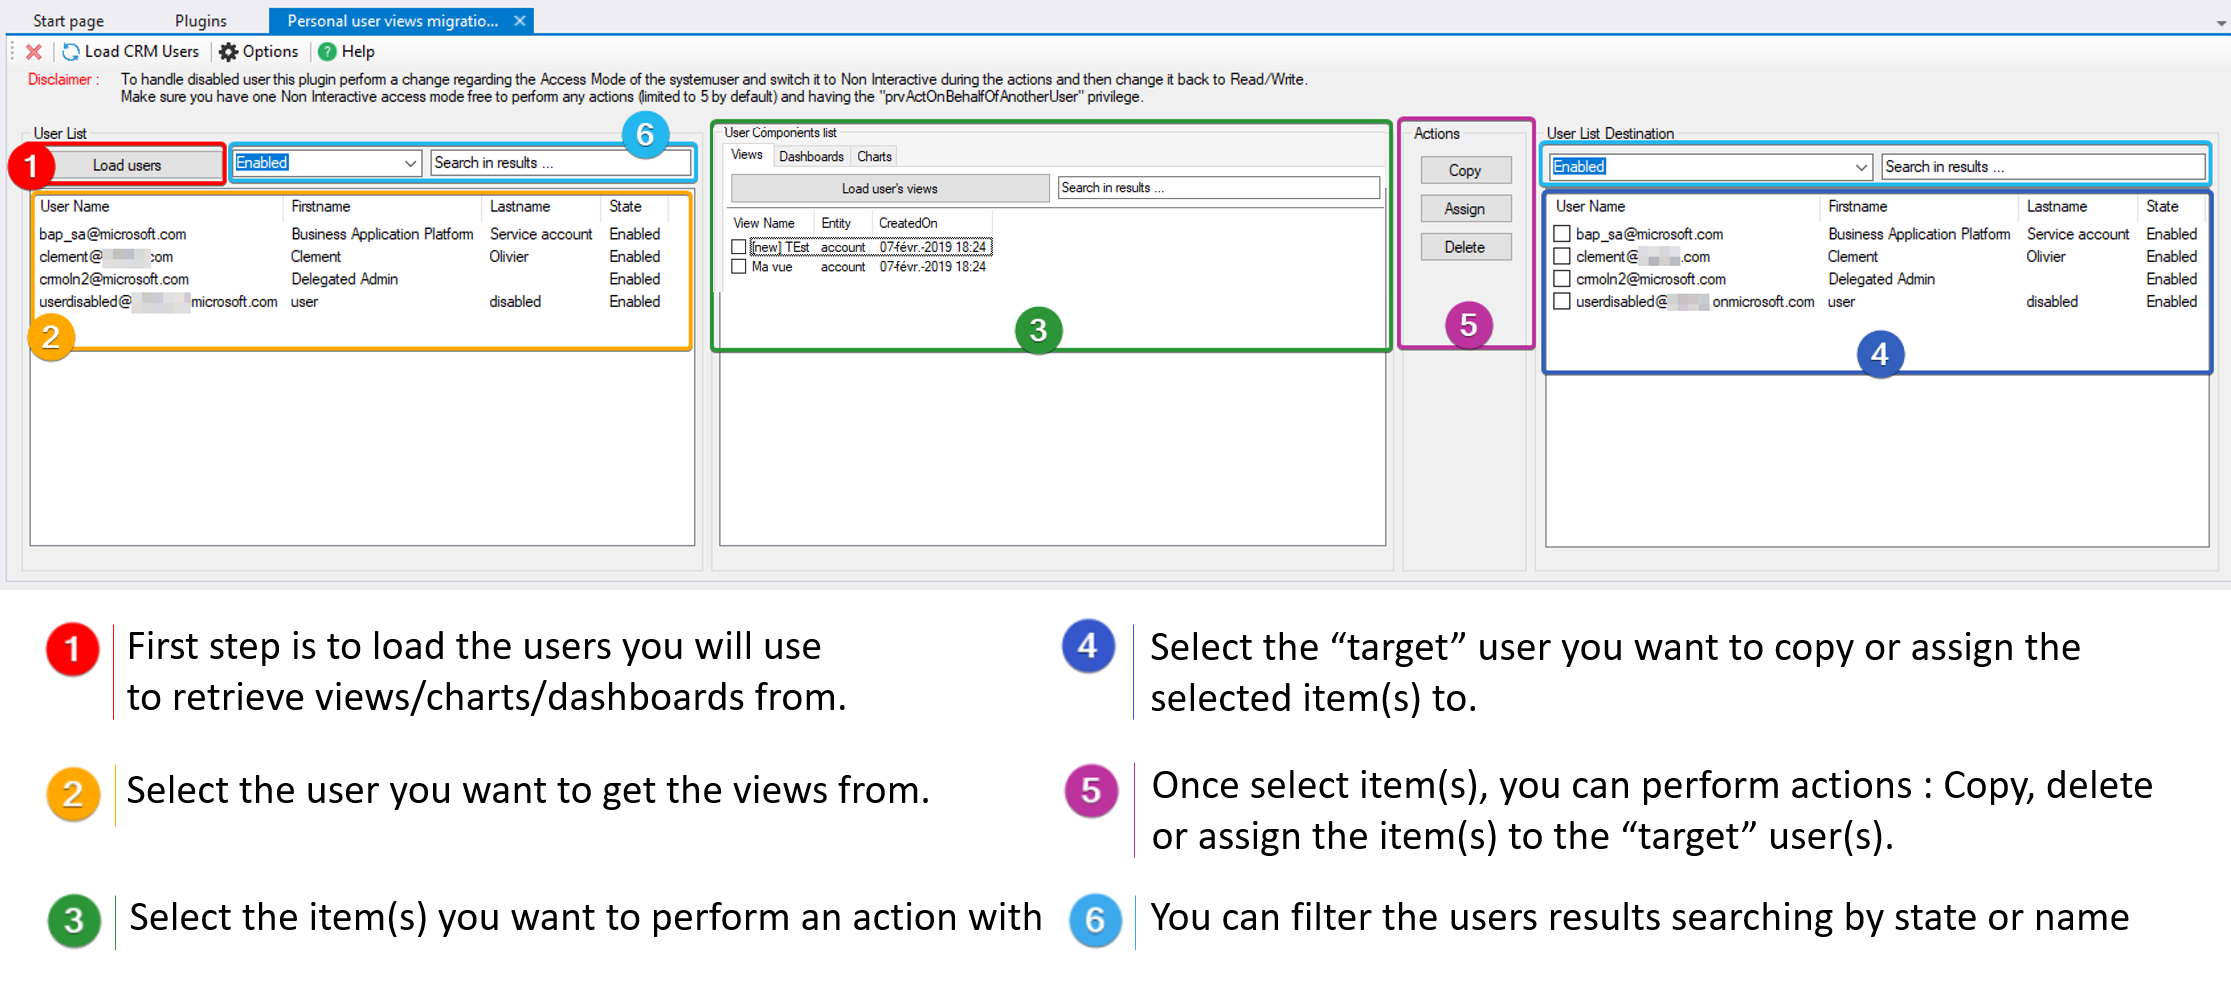 Start page
Plugins
Personal user views migratio...
Load CRM Users
Options
Help
Disclaimer : To handle disabled user this plugin perform a change regarding the Access Mode of the systemuser and switch it to Non Interactive during the actions and then change it back to Read/Write.
Make sure you have one Non Interactive access mode free to perform any actions (limited to 5 by default) and having the "prvActOnBehalfOfAnotherUser" privilege.
User List
1
Load users
Enabled
Search in results ...
6
User Name Firstname Lastname State
bap_sa@microsoft.com Business Application Platform Service account Enabled
clement@ com Clement Olivier Enabled
crmoln2@microsoft.com Delegated Admin Enabled
userdisabled@ microsoft.com user disabled Enabled
2
User Components list
Views Dashboards Charts
Load user's views
Search in results ...
View Name Entity CreatedOn
[new] TEst account 07-févr.-2019 18:24
Ma vue account 07-févr.-2019 18:24
3
Actions
Copy
Assign
Delete
5
User List Destination
Enabled
Search in results ...
User Name Firstname Lastname State
bap_sa@microsoft.com Business Application Platform Service account Enabled
clement@ .com Clement Olivier Enabled
crmoln2@microsoft.com Delegated Admin Enabled
userdisabled@ onmicrosoft.com user disabled Enabled
4
1 First step is to load the users you will use
to retrieve views/charts/dashboards from.
2 Select the user you want to get the views from.
3 Select the item(s) you want to perform an action with
4 Select the “target” user you want to copy or assign the
selected item(s) to.
5 Once select item(s), you can perform actions : Copy, delete
or assign the item(s) to the “target” user(s).
6 You can filter the users results searching by state or name